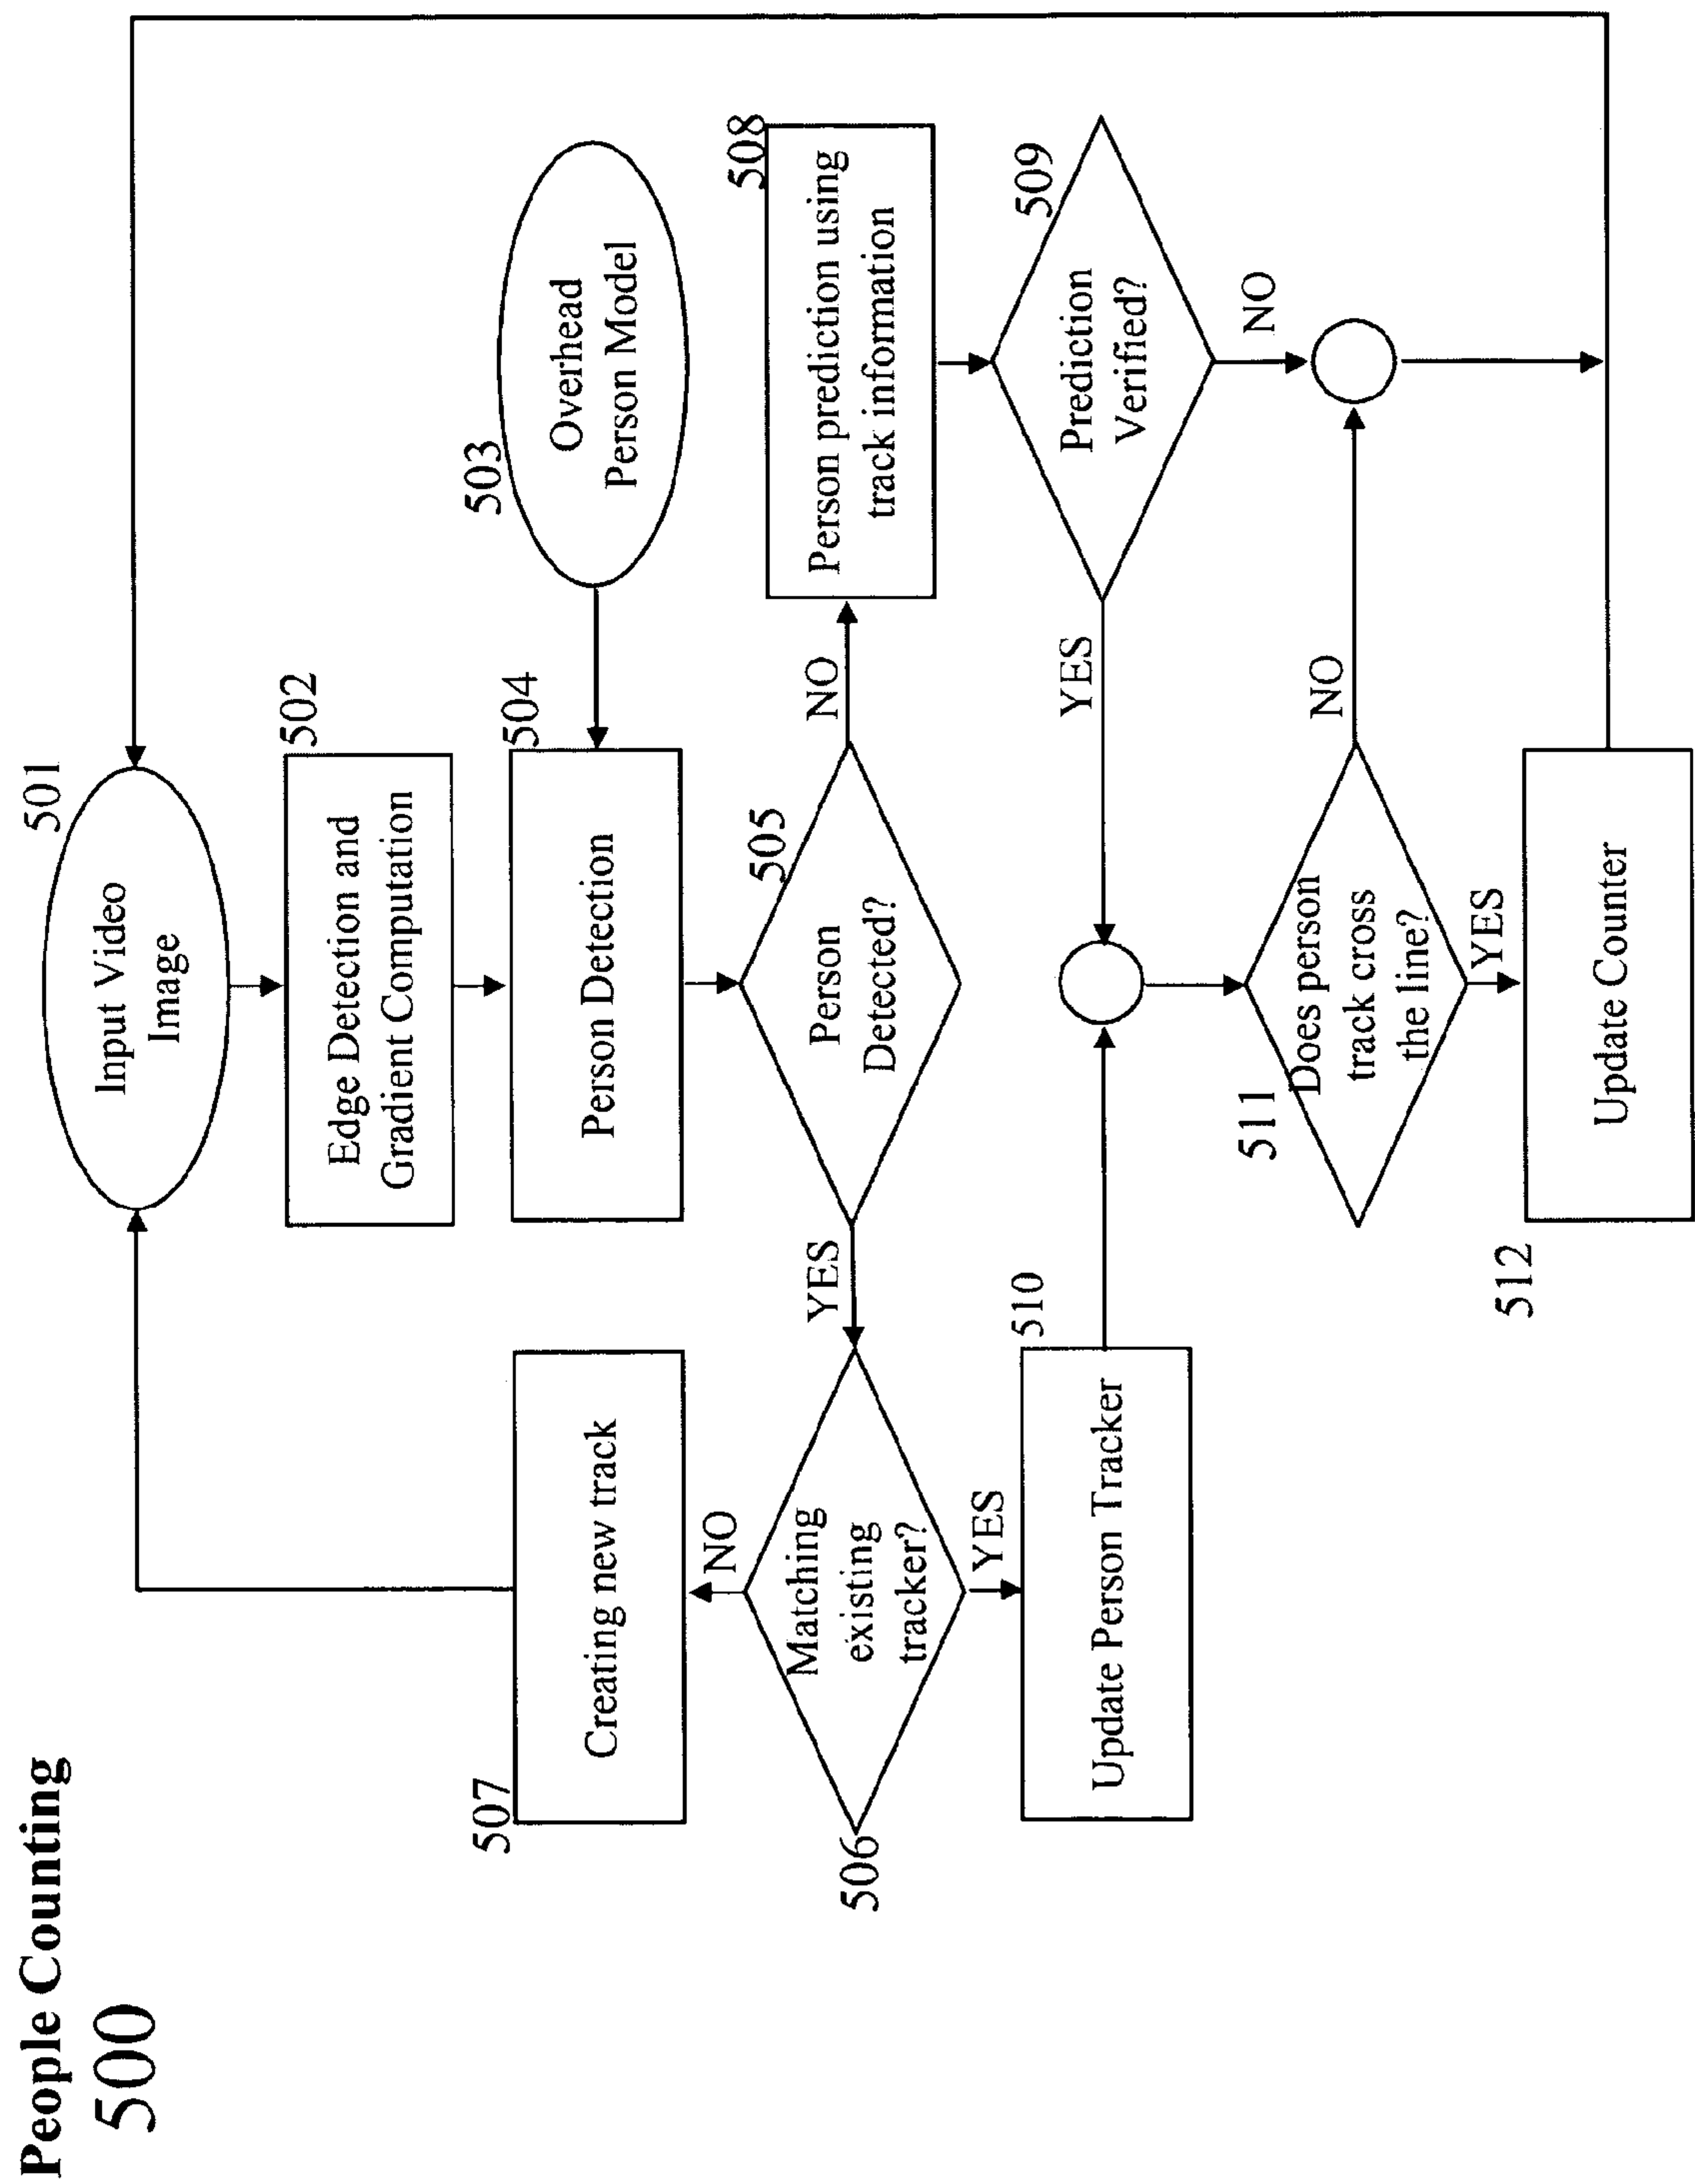 People Counting
500
501
Input Video
Image
502
Edge Detection and
Gradient Computation
503
Overhead
Person Model
504
Person Detection
505
Person
Detected?
YES
NO
506
Matching
existing
tracker?
NO
YES
507
Creating new track
508
Person prediction using
track information
509
Prediction
Verified?
YES
NO
510
Update Person Tracker
511
Does person
track cross
the line?
NO
YES
512
Update Counter